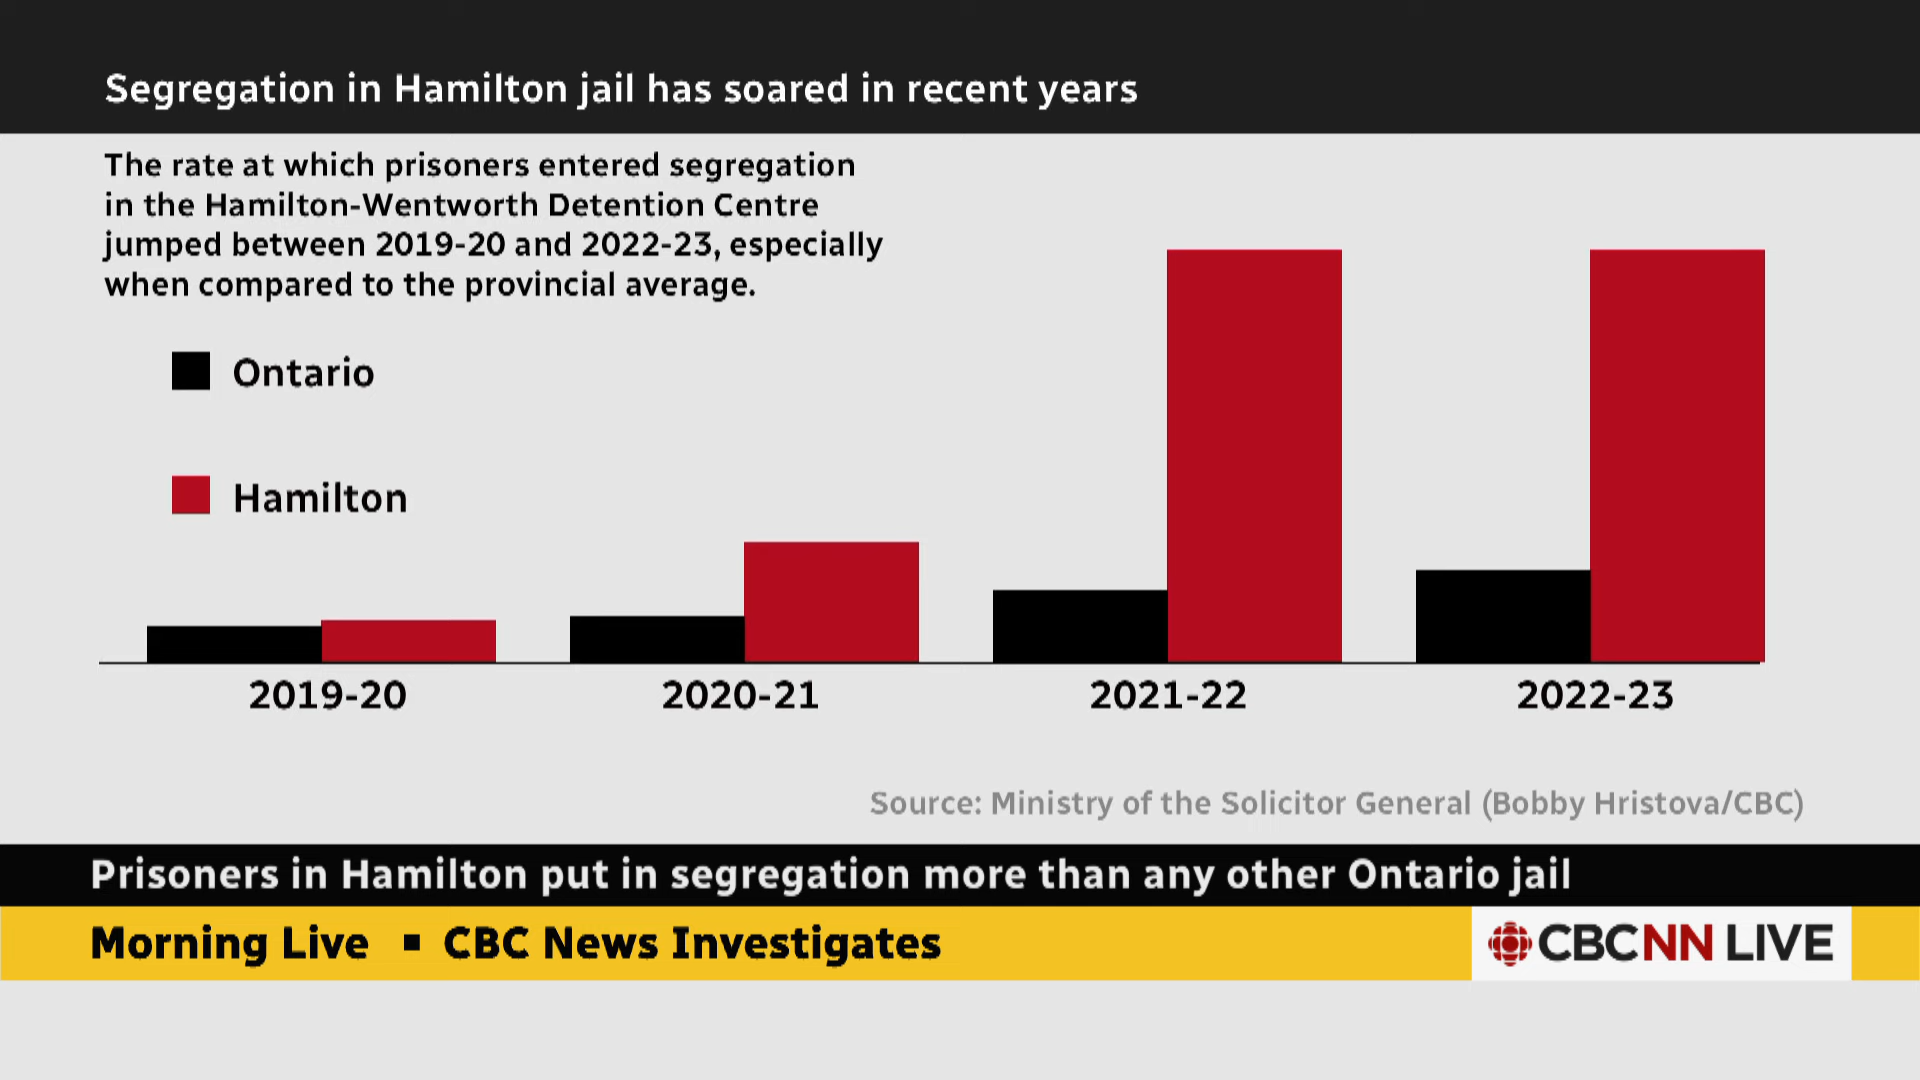 Segregation in Hamilton jail has soared in recent years
The rate at which prisoners entered segregation
in the Hamilton-Wentworth Detention Centre
jumped between 2019-20 and 2022-23, especially
when compared to the provincial average.
Ontario
Hamilton
2019-20
2020-21
2021-22
2022-23
Source: Ministry of the Solicitor General (Bobby Hristova/CBC)
Prisoners in Hamilton put in segregation more than any other Ontario jail
Morning Live ▪ CBC News Investigates
CBCNN LIVE